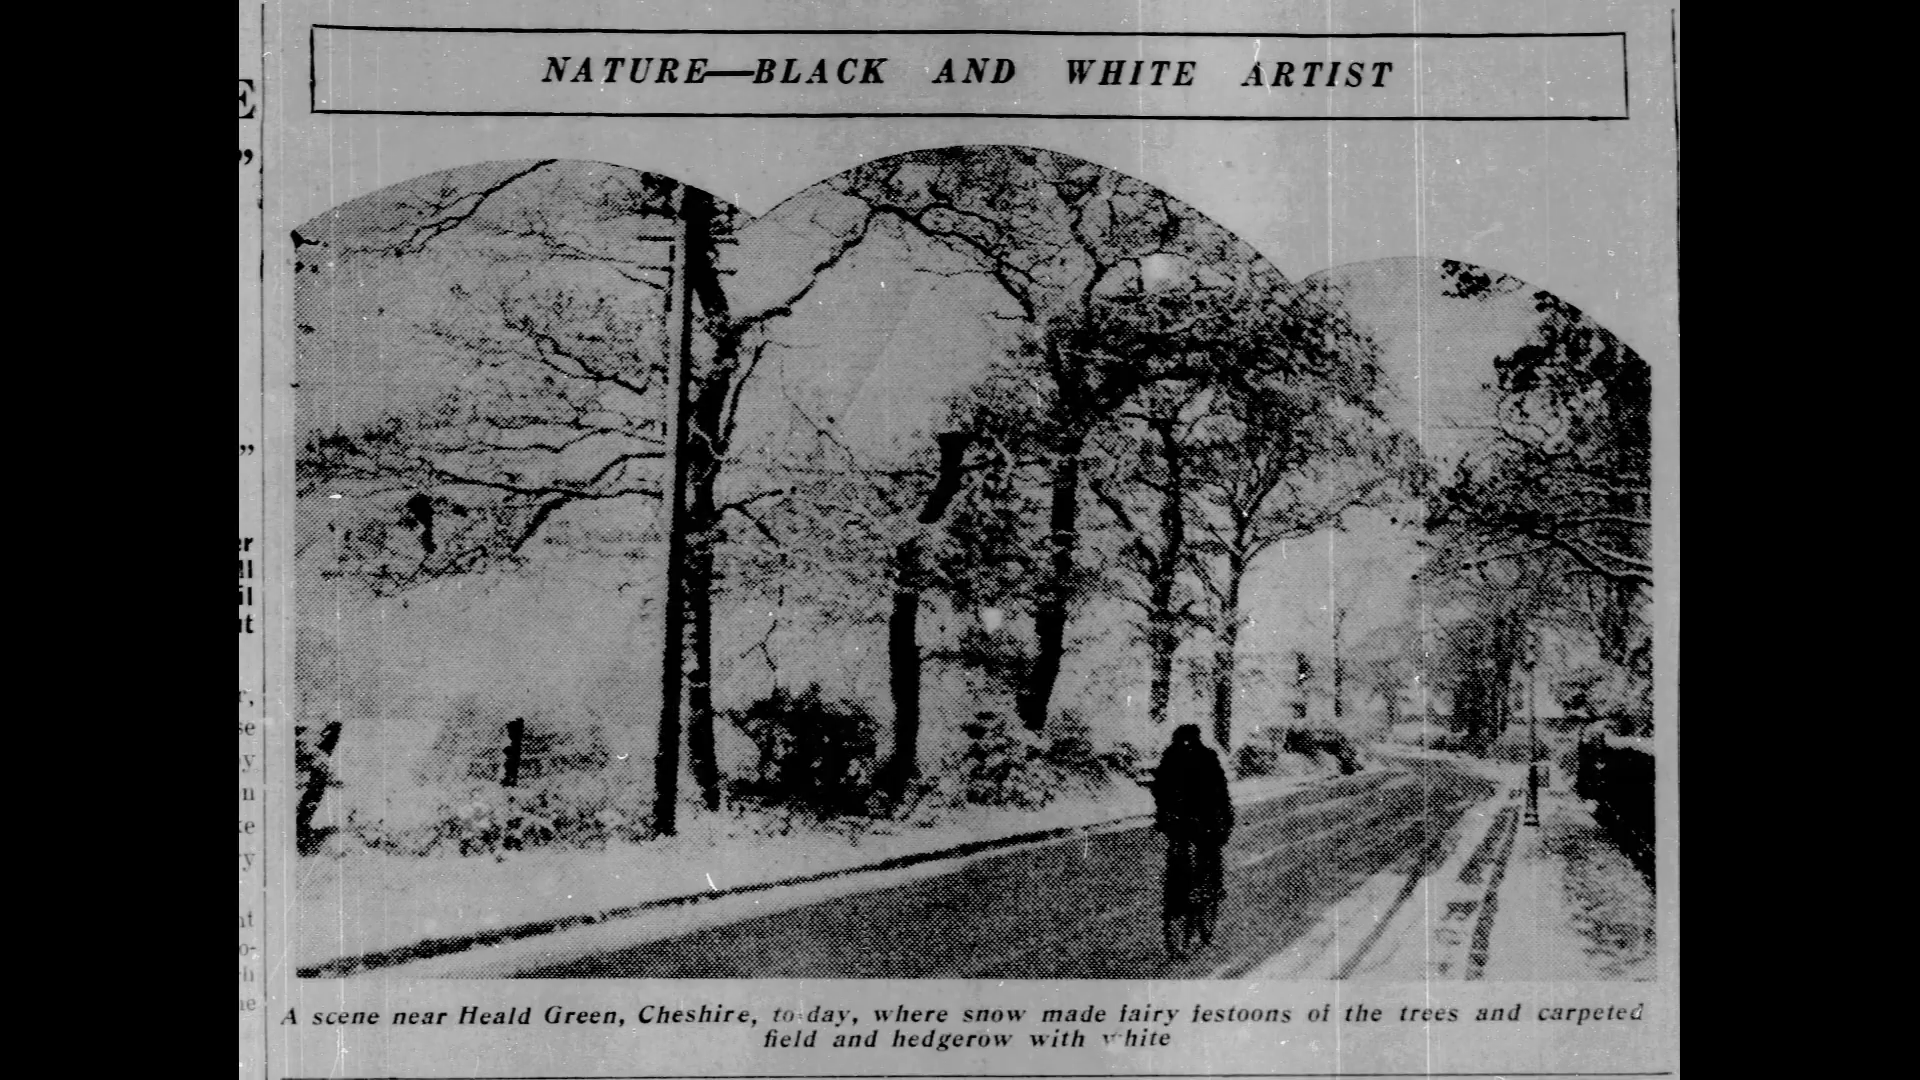 NATURE—BLACK AND WHITE ARTIST
A scene near Heald Green, Cheshire, to-day, where snow made fairy festoons of the trees and carpeted
field and hedgerow with white